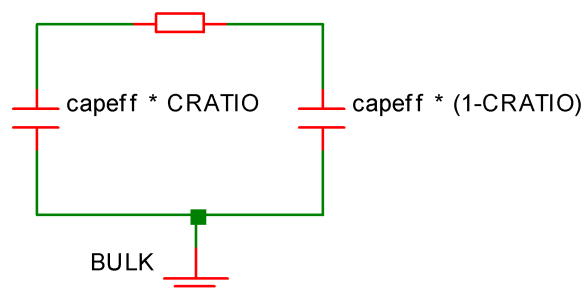 capeff * CRATIO
capeff * (1-CRATIO)
BULK